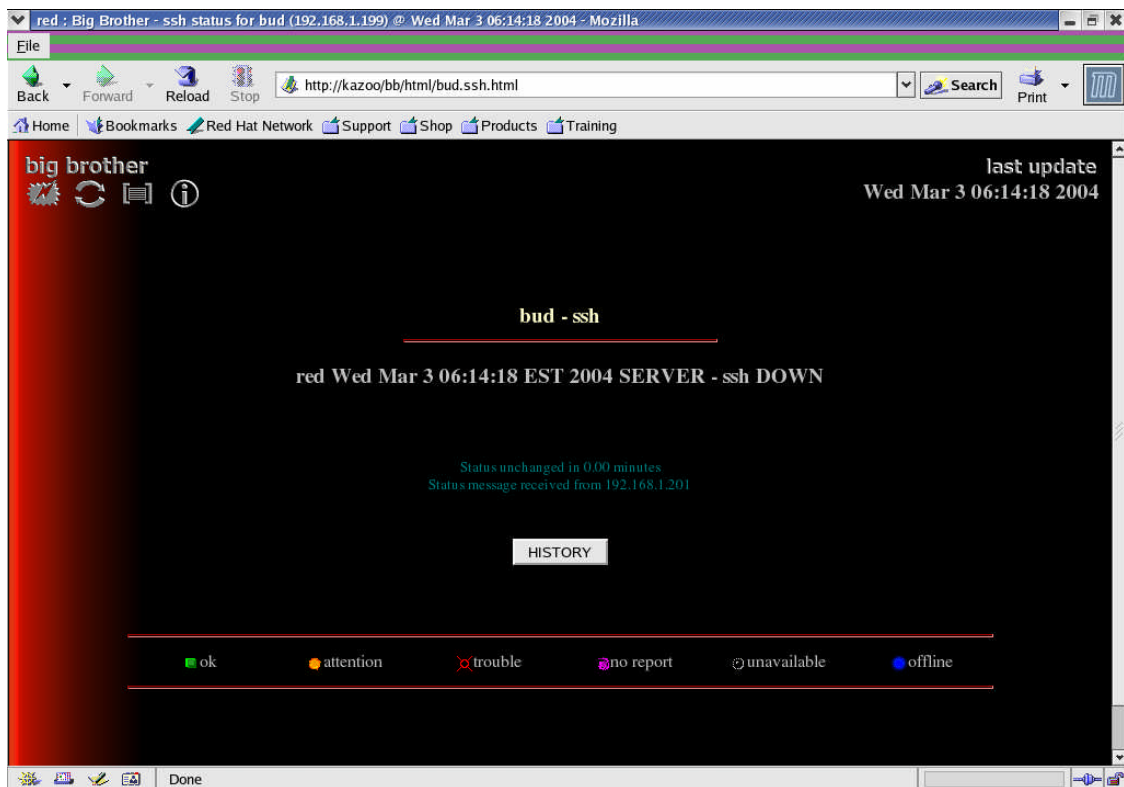 red : Big Brother - ssh status for bud (192.168.1.199) @ Wed Mar 3 06:14:18 2004 - Mozilla
File
Back Forward Reload Stop http://kazoo/bb/html/bud.ssh.html Search Print
Home Bookmarks Red Hat Network Support Shop Products Training
big brother
last update
Wed Mar 3 06:14:18 2004
bud - ssh
red Wed Mar 3 06:14:18 EST 2004 SERVER - ssh DOWN
Status unchanged in 0.00 minutes
Status message received from 192.168.1.201
HISTORY
ok attention trouble no report unavailable offline
Done